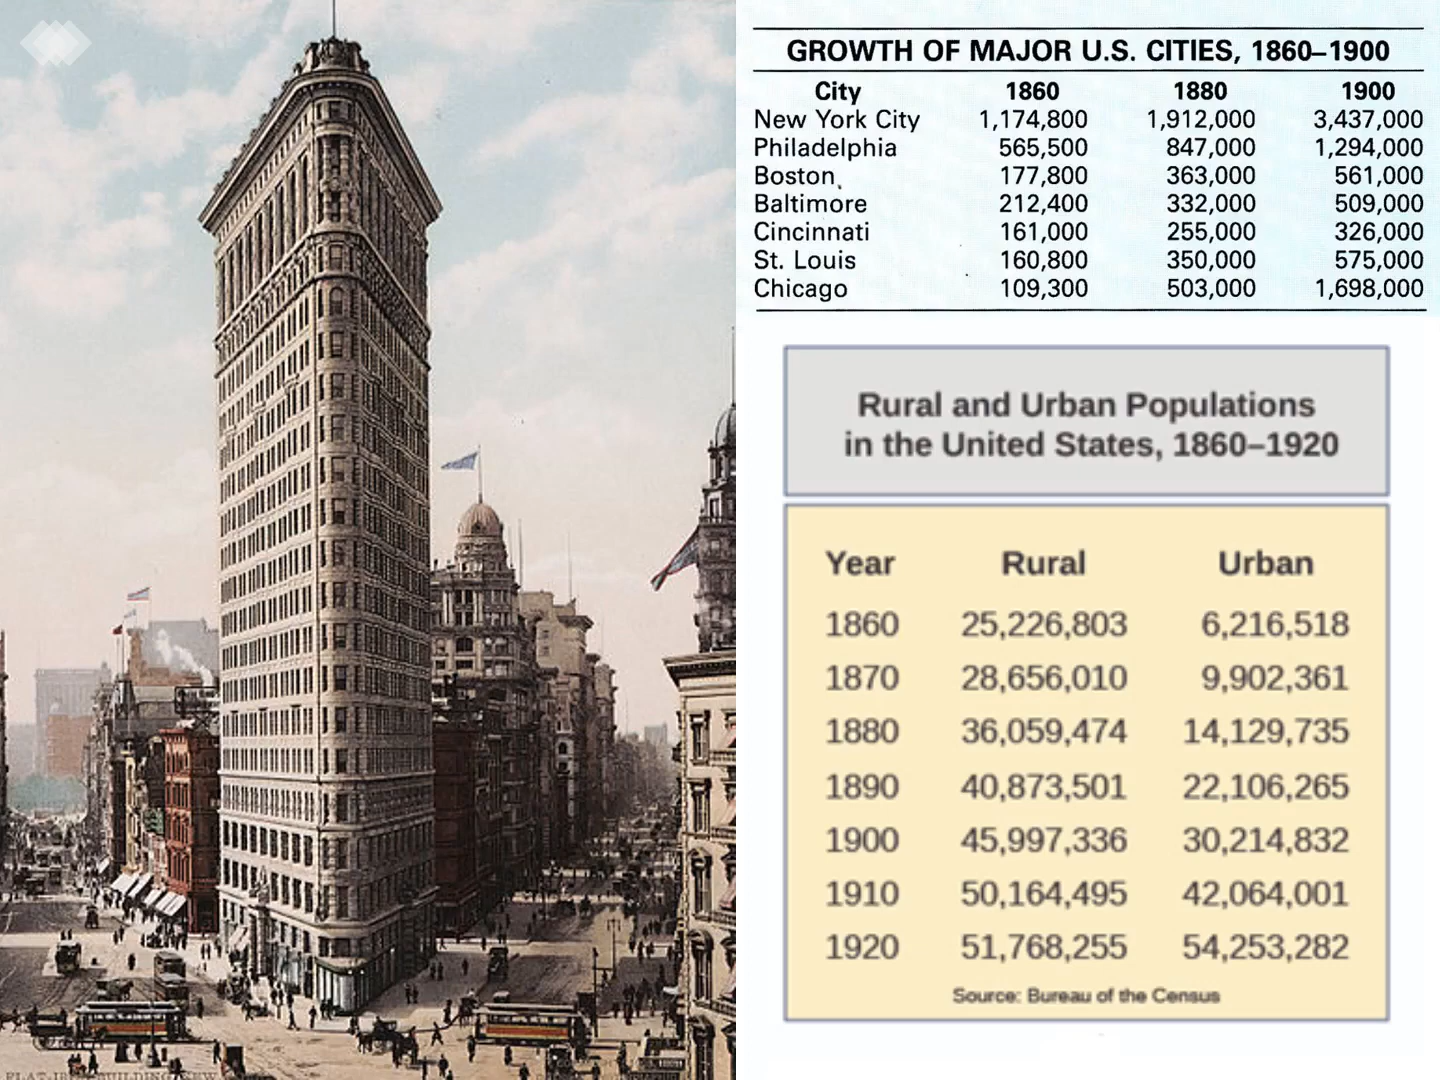 GROWTH OF MAJOR U.S. CITIES, 1860–1900
City 1860 1880 1900
New York City 1,174,800 1,912,000 3,437,000
Philadelphia 565,500 847,000 1,294,000
Boston 177,800 363,000 561,000
Baltimore 212,400 332,000 509,000
Cincinnati 161,000 255,000 326,000
St. Louis 160,800 350,000 575,000
Chicago 109,300 503,000 1,698,000
Rural and Urban Populations
in the United States, 1860–1920
Year Rural Urban
1860 25,226,803 6,216,518
1870 28,656,010 9,902,361
1880 36,059,474 14,129,735
1890 40,873,501 22,106,265
1900 45,997,336 30,214,832
1910 50,164,495 42,064,001
1920 51,768,255 54,253,282
Source: Bureau of the Census
FLAT-IRON BUILDING NEW